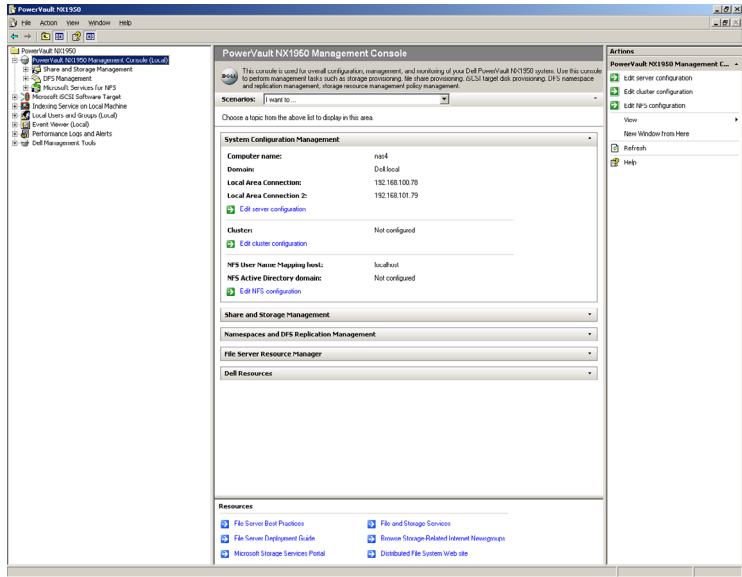 PowerVault NX1950
File Action View Window Help
PowerVault NX1950
PowerVault NX1950 Management Console (Local)
Share and Storage Management
DFS Management
Microsoft Services for NFS
Microsoft iSCSI Software Target
Indexing Service on Local Machine
Local Users and Groups (Local)
Event Viewer (Local)
Performance Logs and Alerts
Dell Management Tools
PowerVault NX1950 Management Console
DELL
This console is used for overall configuration, management, and monitoring of your Dell PowerVault NX1950 system. Use this console
to perform management tasks such as storage provisioning, file share provisioning, iSCSI target disk provisioning, DFS namespace
and replication management, storage resource management policy management.
Scenarios: I want to ...
Choose a topic from the above list to display in this area.
System Configuration Management
Computer name: nas4
Domain: Dell.local
Local Area Connection: 192.168.100.78
Local Area Connection 2: 192.168.101.79
Edit server configuration
Cluster: Not configured
Edit cluster configuration
NFS User Name Mapping host: localhost
NFS Active Directory domain: Not configured
Edit NFS configuration
Share and Storage Management
Namespaces and DFS Replication Management
File Server Resource Manager
Dell Resources
Resources
File Server Best Practices
File and Storage Services
File Server Deployment Guide
Browse Storage-Related Internet Newsgroups
Microsoft Storage Services Portal
Distributed File System Web site
Actions
PowerVault NX1950 Management C...
Edit server configuration
Edit cluster configuration
Edit NFS configuration
View
New Window from Here
Refresh
Help